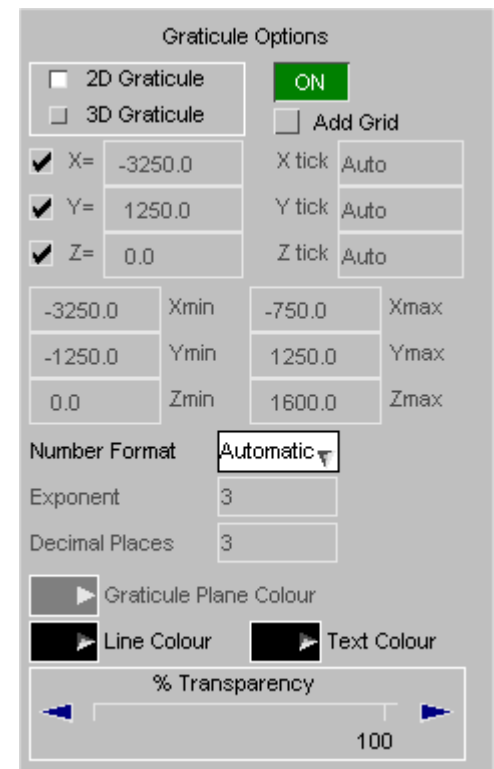 Graticule Options
2D Graticule ON
3D Graticule Add Grid
X= -3250.0 X tick Auto
Y= 1250.0 Y tick Auto
Z= 0.0 Z tick Auto
-3250.0 Xmin -750.0 Xmax
-1250.0 Ymin 1250.0 Ymax
0.0 Zmin 1600.0 Zmax
Number Format Automatic
Exponent 3
Decimal Places 3
Graticule Plane Colour
Line Colour Text Colour
% Transparency
100